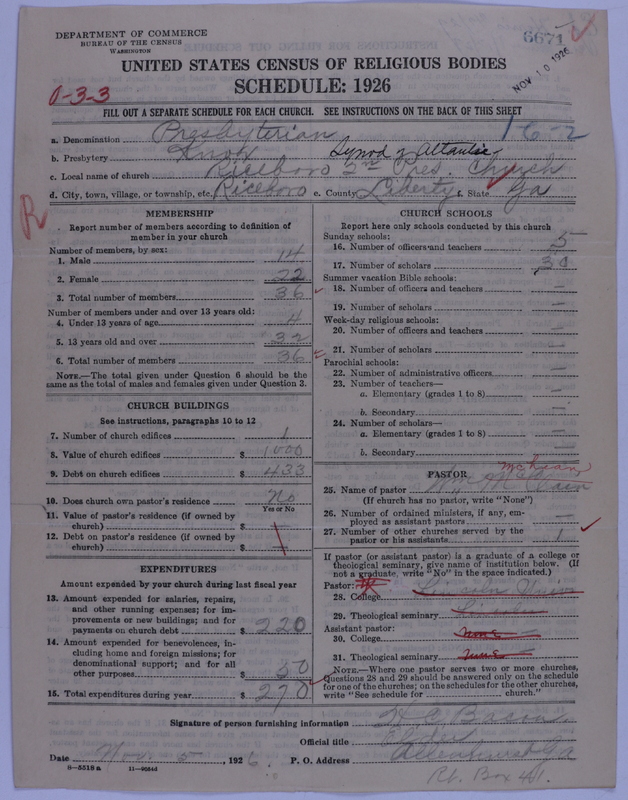 DEPARTMENT OF COMMERCE
BUREAU OF THE CENSUS
WASHINGTON
6671
NOV 10 1926
UNITED STATES CENSUS OF RELIGIOUS BODIES
SCHEDULE: 1926
0-3-3
FILL OUT A SEPARATE SCHEDULE FOR EACH CHURCH. SEE INSTRUCTIONS ON THE BACK OF THIS SHEET
1-6-2
a. Denomination Presbyterian
b. Presbytery Knox Synod of Atlantic
c. Local name of church Riceboro 2nd Pres. Church
d. City, town, village, or township, etc. Riceboro e. County Liberty f. State Ga
R
MEMBERSHIP
Report number of members according to definition of member in your church
Number of members, by sex:
1. Male 14
2. Female 22
3. Total number of members 36
Number of members under and over 13 years old:
4. Under 13 years of age 4
5. 13 years old and over 32
6. Total number of members 36
NOTE.—The total given under Question 6 should be the same as the total of males and females given under Question 3.
CHURCH BUILDINGS
See instructions, paragraphs 10 to 12
7. Number of church edifices 1
8. Value of church edifices $ 1000
9. Debt on church edifices $ 433
10. Does church own pastor's residence No
Yes or No
11. Value of pastor's residence (if owned by church) $ —
12. Debt on pastor's residence (if owned by church) $ —
EXPENDITURES
Amount expended by your church during last fiscal year
13. Amount expended for salaries, repairs, and other running expenses; for improvements or new buildings; and for payments on church debt $ 220
14. Amount expended for benevolences, including home and foreign missions; for denominational support; and for all other purposes $ 50
15. Total expenditures during year $ 270
CHURCH SCHOOLS
Report here only schools conducted by this church
Sunday schools:
16. Number of officers and teachers 5
17. Number of scholars 30
Summer vacation Bible schools:
18. Number of officers and teachers —
19. Number of scholars —
Week-day religious schools:
20. Number of officers and teachers —
21. Number of scholars —
Parochial schools:
22. Number of administrative officers —
23. Number of teachers—
a. Elementary (grades 1 to 8) —
b. Secondary —
24. Number of scholars—
a. Elementary (grades 1 to 8) —
b. Secondary —
PASTOR
25. Name of pastor
(If church has no pastor, write "None")
26. Number of ordained ministers, if any, employed as assistant pastors —
27. Number of other churches served by the pastor or his assistants 1
If pastor (or assistant pastor) is a graduate of a college or theological seminary, give name of institution below. (If not a graduate, write "No" in the space indicated.)
Pastor:
28. College Lincoln Univ
29. Theological seminary Lincoln
Assistant pastor:
30. College None
31. Theological seminary None
NOTE.—Where one pastor serves two or more churches, Questions 28 and 29 should be answered only on the schedule for one of the churches; on the schedules for the other churches, write "See schedule for church."
Signature of person furnishing information Bacon
Official title Elder
Date Nov. 5, 1926. P. O. Address Ga
8—5518a 11—9684d
Rt. Box 41.